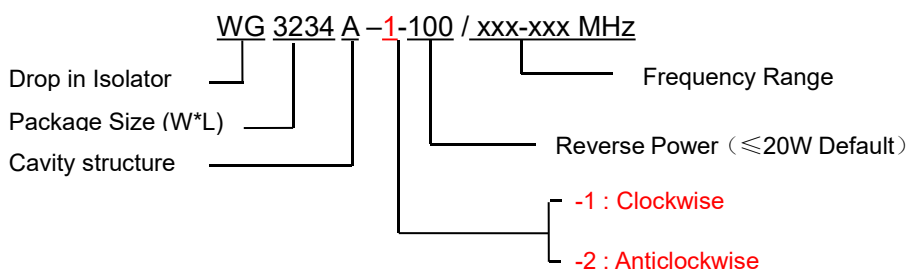 WG 3234 A –1-100 / xxx-xxx MHz
Drop in Isolator
Frequency Range
Package Size (W*L)
Reverse Power（≦20W Default）
Cavity structure
-1 : Clockwise
-2 : Anticlockwise